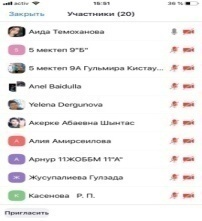 activ 15:51 36 %
Закрыть Участники (20)
Аида Темоханова
5 мектеп 9"Б"
5 мектеп 9А Гульмира Кистау...
Anel Baidulla
Yelena Dergunova
Акерке Абаевна Шынтас
А Алия Амирсеилова
А Арнур 11ЖОББМ 11"А"
Ж Жусупалиева Гулзада
К Касенова Р. П.
Пригласить